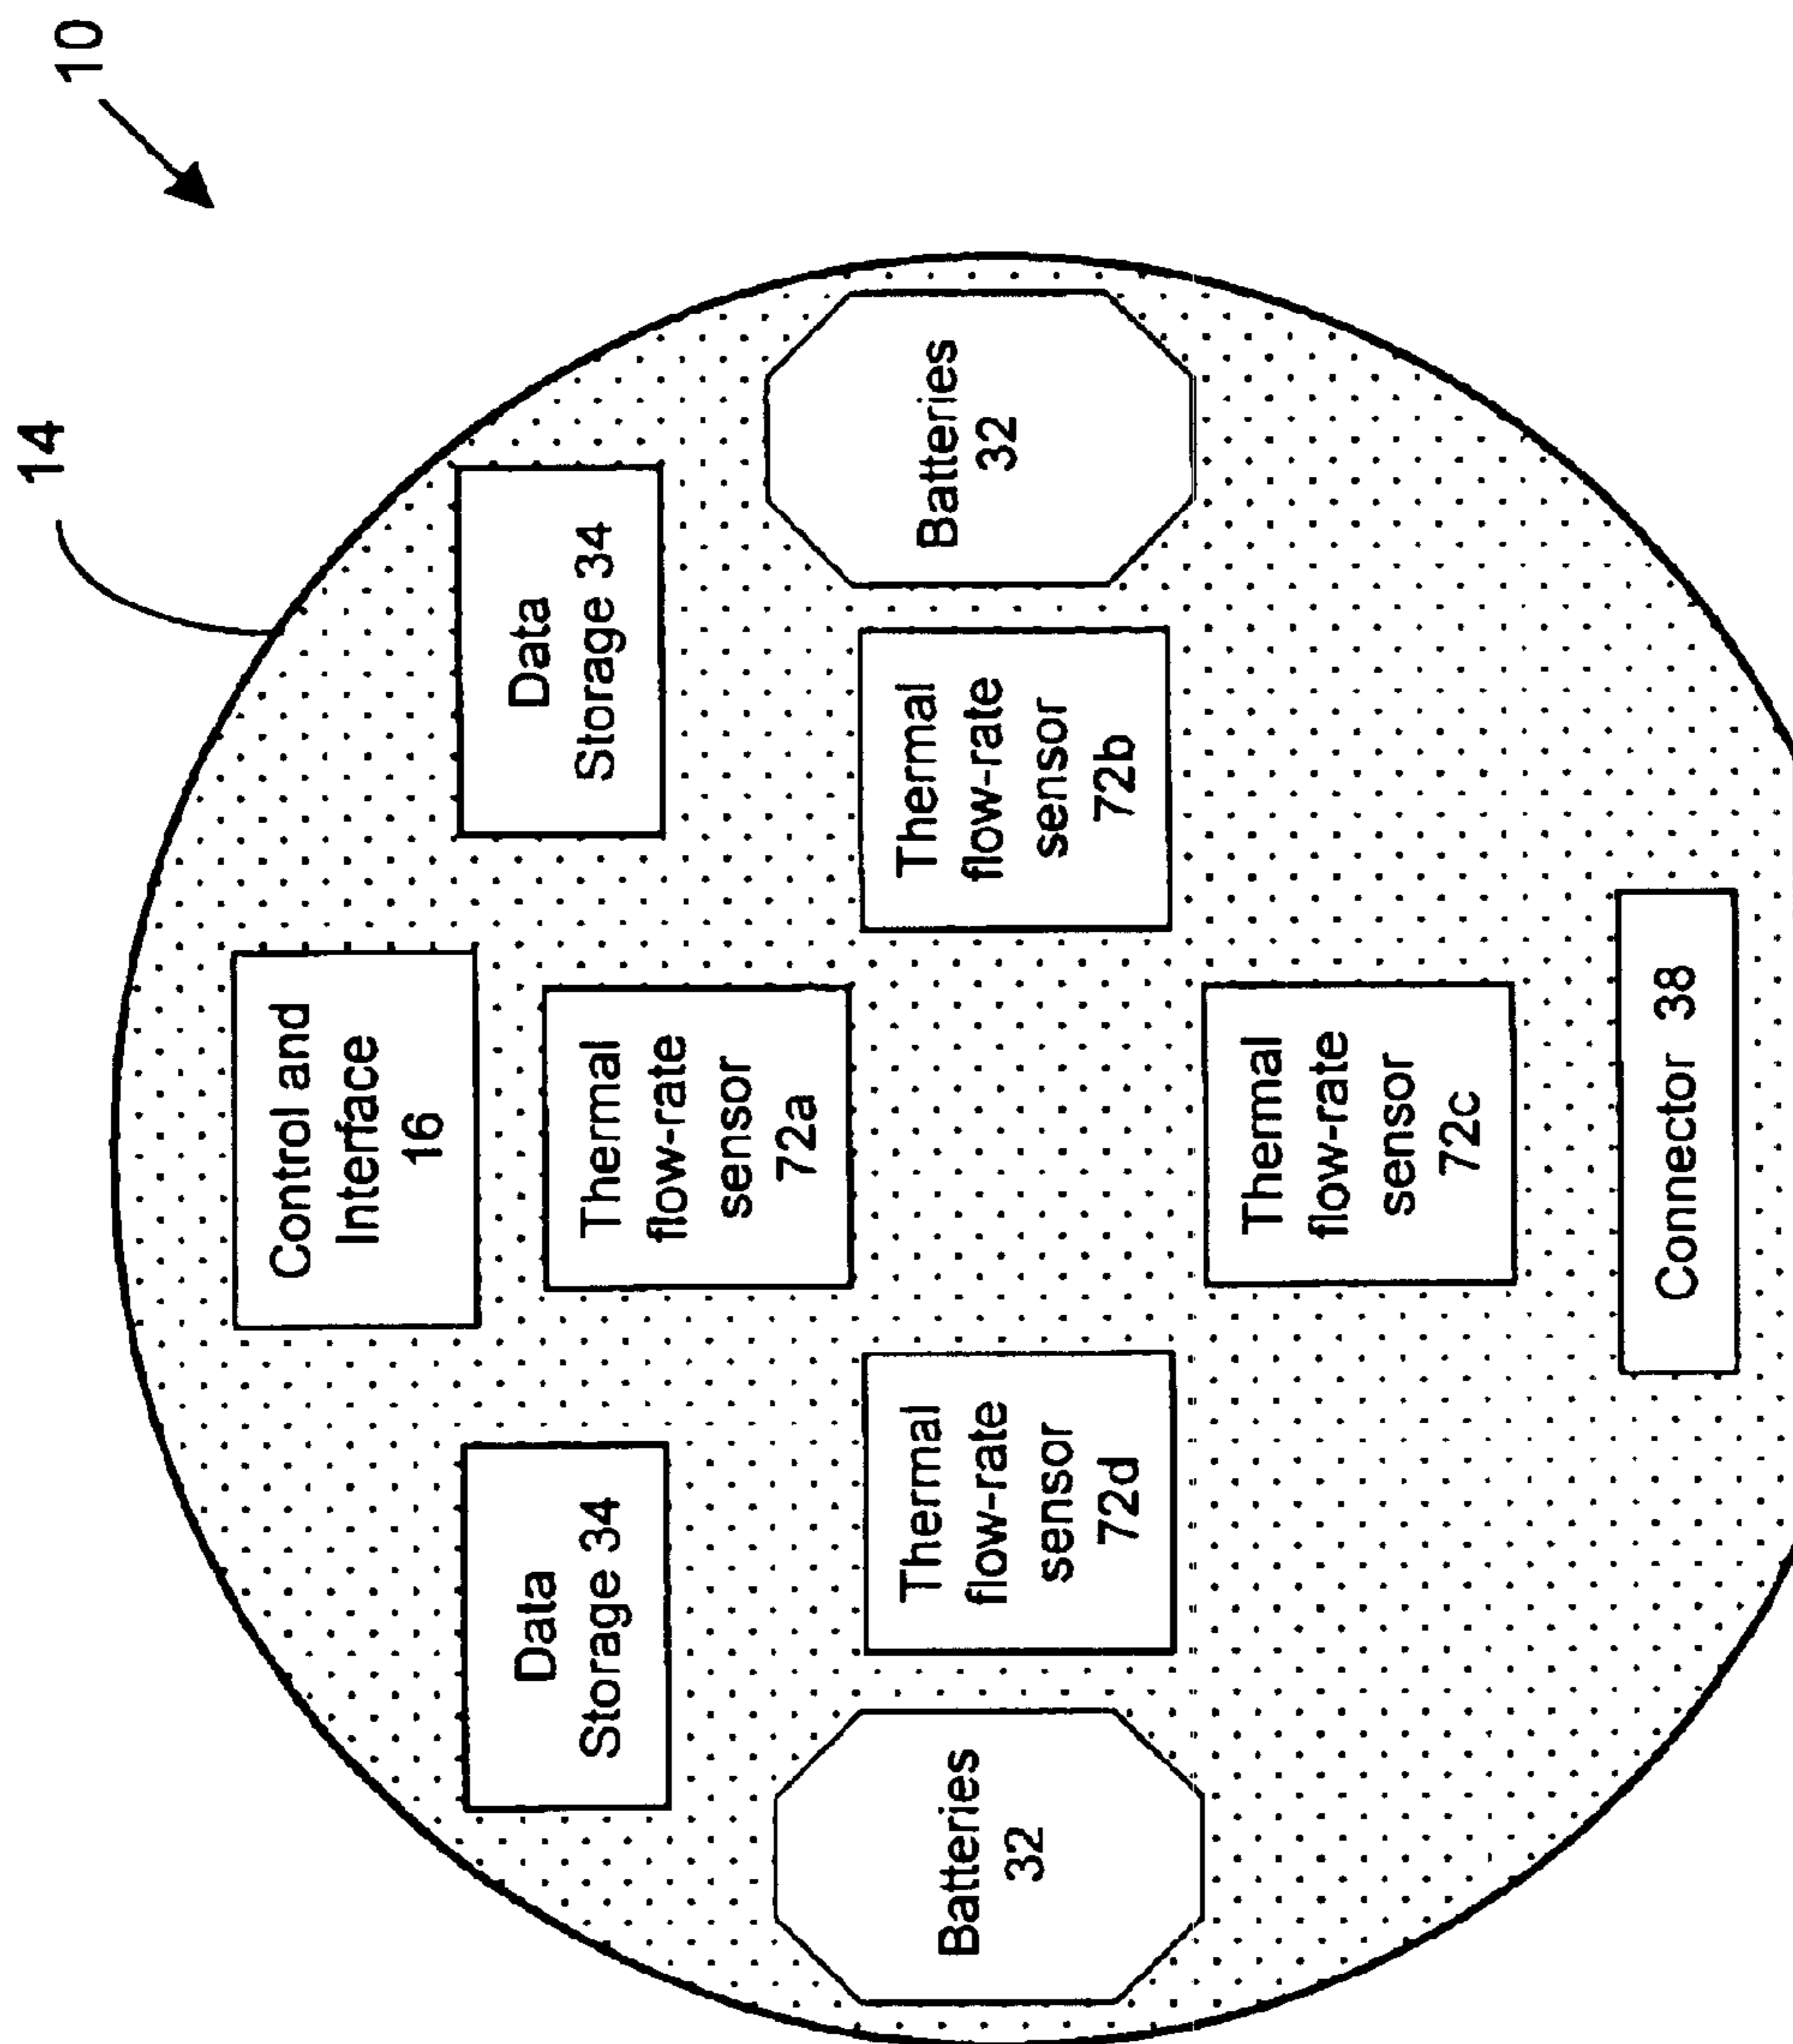 14
10
Control and
Interface
16
Data
Storage 34
Data
Storage 34
Thermal
flow-rate
sensor
72a
Batteries
32
Thermal
flow-rate
sensor
72d
Thermal
flow-rate
sensor
72b
Batteries
32
Thermal
flow-rate
sensor
72c
Connector 38